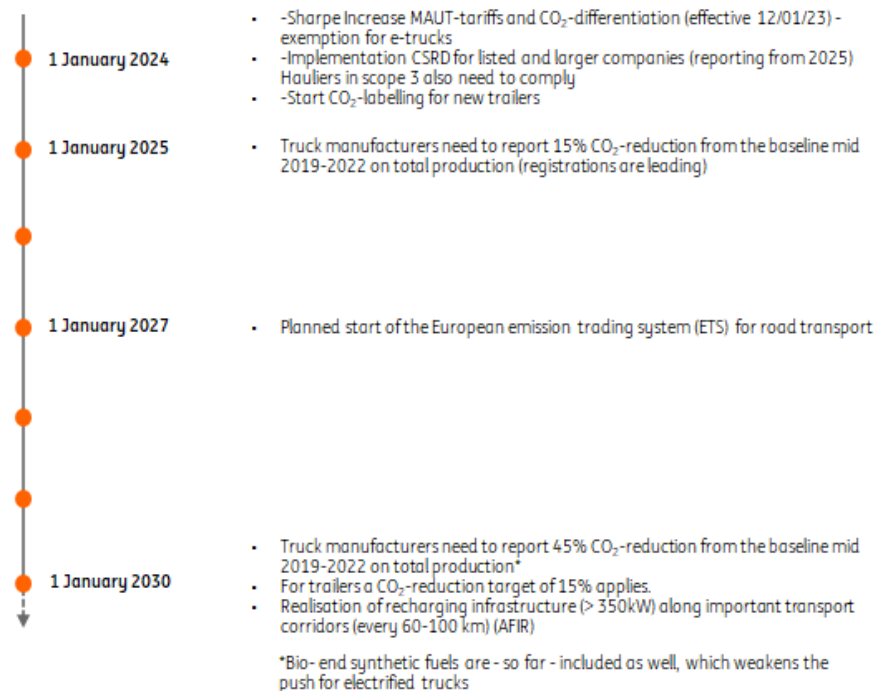 1 January 2024
▪ -Sharpe Increase MAUT-tariffs and CO₂-differentiation (effective 12/01/23) -
exemption for e-trucks
▪ -Implementation CSRD for listed and larger companies (reporting from 2025)
Hauliers in scope 3 also need to comply
▪ -Start CO₂-labelling for new trailers
1 January 2025
▪ Truck manufacturers need to report 15% CO₂-reduction from the baseline mid
2019-2022 on total production (registrations are leading)
1 January 2027
▪ Planned start of the European emission trading system (ETS) for road transport
1 January 2030
▪ Truck manufacturers need to report 45% CO₂-reduction from the baseline mid
2019-2022 on total production*
▪ For trailers a CO₂-reduction target of 15% applies.
▪ Realisation of recharging infrastructure (> 350kW) along important transport
corridors (every 60-100 km) (AFIR)
*Bio- end synthetic fuels are - so far - included as well, which weakens the
push for electrified trucks